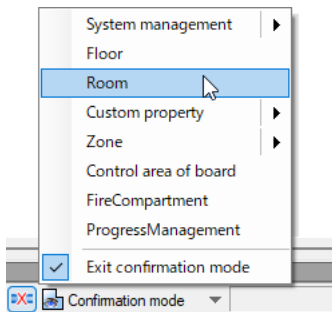 System management
Floor
Room
Custom property
Zone
Control area of board
FireCompartment
ProgressManagement
Exit confirmation mode
Confirmation mode